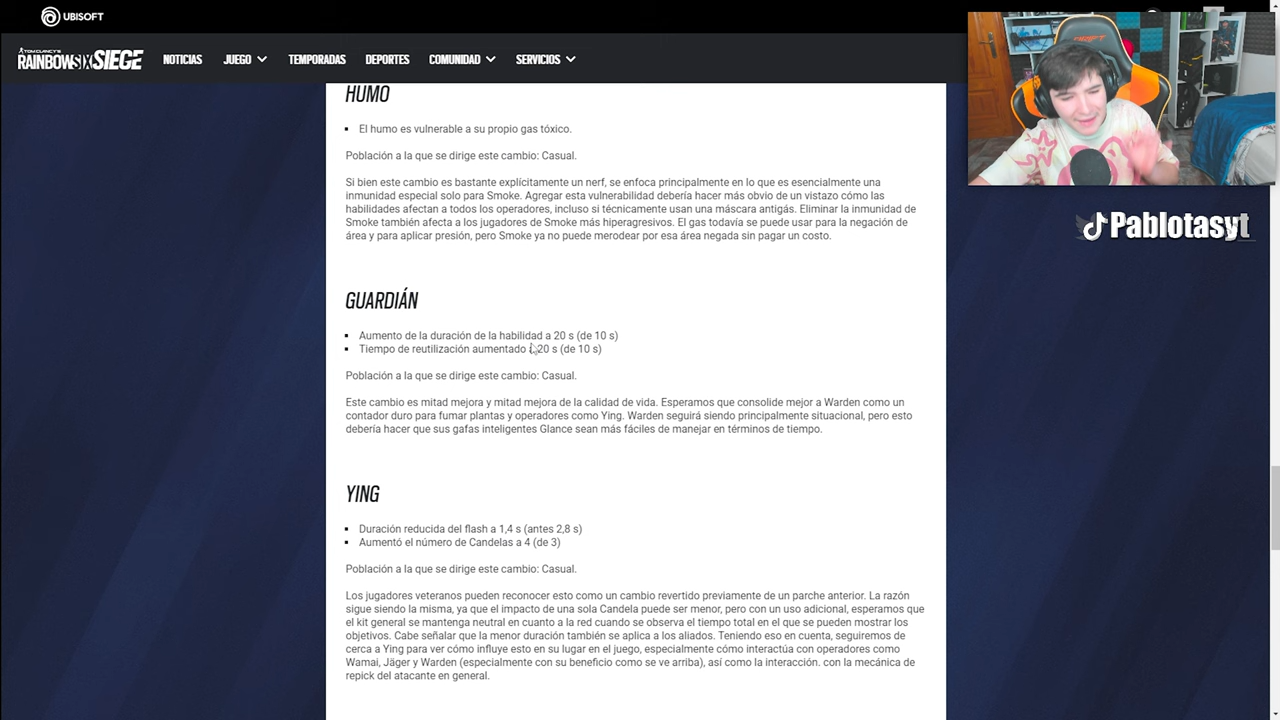 UBISOFT
TOM CLANCY'S
RAINBOWSIXSIEGE
NOTICIAS JUEGO TEMPORADAS DEPORTES COMUNIDAD SERVICIOS
HUMO
▪ El humo es vulnerable a su propio gas tóxico.
Población a la que se dirige este cambio: Casual.
Si bien este cambio es bastante explícitamente un nerf, se enfoca principalmente en lo que es esencialmente una
inmunidad especial solo para Smoke. Agregar esta vulnerabilidad debería hacer más obvio de un vistazo cómo las
habilidades afectan a todos los operadores, incluso si técnicamente usan una máscara antigás. Eliminar la inmunidad de
Smoke también afecta a los jugadores de Smoke más hiperagresivos. El gas todavía se puede usar para la negación de
área y para aplicar presión, pero Smoke ya no puede merodear por esa área negada sin pagar un costo.
Pablotasyt
GUARDIÁN
▪ Aumento de la duración de la habilidad a 20 s (de 10 s)
▪ Tiempo de reutilización aumentado a 20 s (de 10 s)
Población a la que se dirige este cambio: Casual.
Este cambio es mitad mejora y mitad mejora de la calidad de vida. Esperamos que consolide mejor a Warden como un
contador duro para fumar plantas y operadores como Ying. Warden seguirá siendo principalmente situacional, pero esto
debería hacer que sus gafas inteligentes Glance sean más fáciles de manejar en términos de tiempo.
YING
▪ Duración reducida del flash a 1,4 s (antes 2,8 s)
▪ Aumentó el número de Candelas a 4 (de 3)
Población a la que se dirige este cambio: Casual.
Los jugadores veteranos pueden reconocer esto como un cambio revertido previamente de un parche anterior. La razón
sigue siendo la misma, ya que el impacto de una sola Candela puede ser menor, pero con un uso adicional, esperamos que
el kit general se mantenga neutral en cuanto a la red cuando se observa el tiempo total en el que se pueden mostrar los
objetivos. Cabe señalar que la menor duración también se aplica a los aliados. Teniendo eso en cuenta, seguiremos de
cerca a Ying para ver cómo influye esto en su lugar en el juego, especialmente cómo interactúa con operadores como
Wamai, Jäger y Warden (especialmente con su beneficio como se ve arriba), así como la interacción. con la mecánica de
repick del atacante en general.